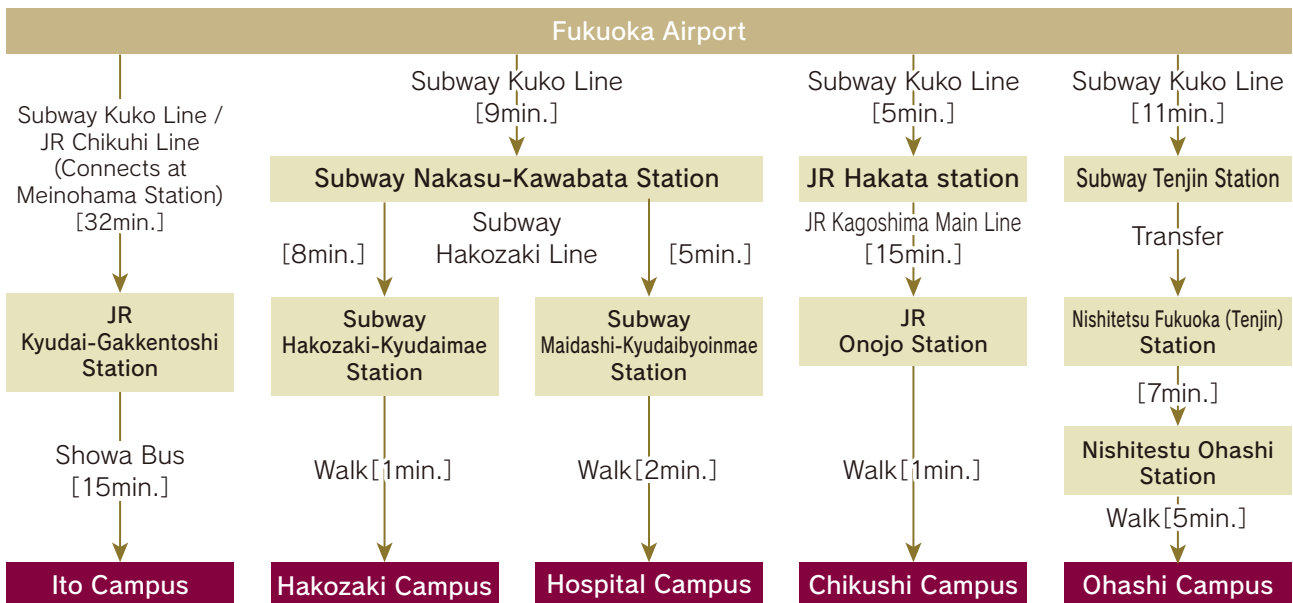 Fukuoka Airport
Subway Kuko Line /
JR Chikuhi Line
(Connects at
Meinohama Station)
[32min.]
JR
Kyudai-Gakkentoshi
Station
Showa Bus
[15min.]
Ito Campus
Subway Kuko Line
[9min.]
Subway Nakasu-Kawabata Station
Subway
Hakozaki Line
[8min.]
Subway
Hakozaki-Kyudaimae
Station
Walk[1min.]
Hakozaki Campus
[5min.]
Subway
Maidashi-Kyudaibyoinmae
Station
Walk[2min.]
Hospital Campus
Subway Kuko Line
[5min.]
JR Hakata station
JR Kagoshima Main Line
[15min.]
JR
Onojo Station
Walk[1min.]
Chikushi Campus
Subway Kuko Line
[11min.]
Subway Tenjin Station
Transfer
Nishitetsu Fukuoka (Tenjin)
Station
[7min.]
Nishitestu Ohashi
Station
Walk[5min.]
Ohashi Campus